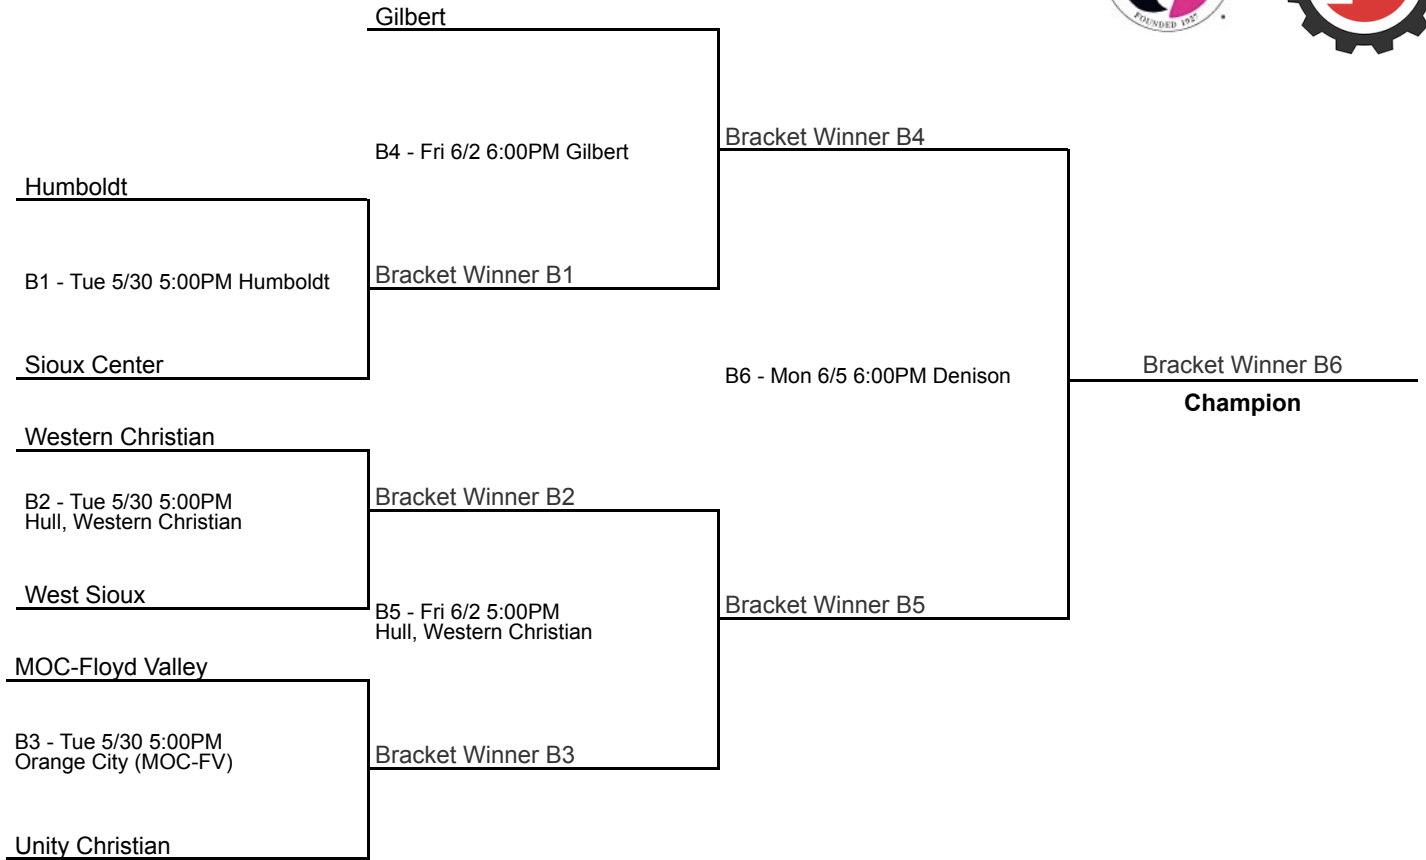 Gilbert
FOUNDED 1927
B4 - Fri 6/2 6:00PM Gilbert
Bracket Winner B4
Humboldt
B1 - Tue 5/30 5:00PM Humboldt
Bracket Winner B1
Sioux Center
B6 - Mon 6/5 6:00PM Denison
Bracket Winner B6
Champion
Western Christian
B2 - Tue 5/30 5:00PM
Hull, Western Christian
Bracket Winner B2
West Sioux
B5 - Fri 6/2 5:00PM
Hull, Western Christian
Bracket Winner B5
MOC-Floyd Valley
B3 - Tue 5/30 5:00PM
Orange City (MOC-FV)
Bracket Winner B3
Unity Christian